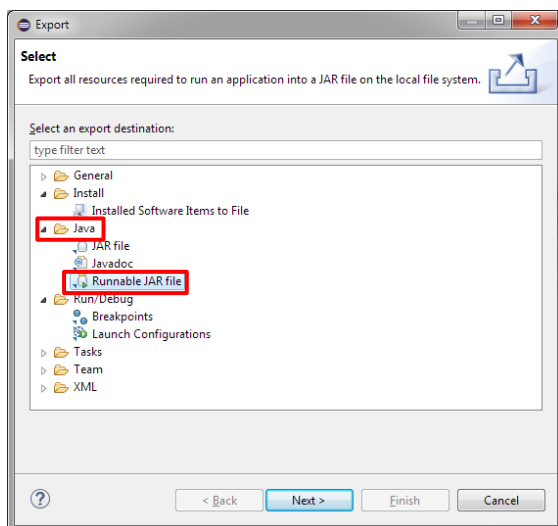 Export
Select
Export all resources required to run an application into a JAR file on the local file system.
Select an export destination:
type filter text
General
Install
Installed Software Items to File
Java
JAR file
Javadoc
Runnable JAR file
Run/Debug
Breakpoints
Launch Configurations
Tasks
Team
XML
? < Back Next > Finish Cancel